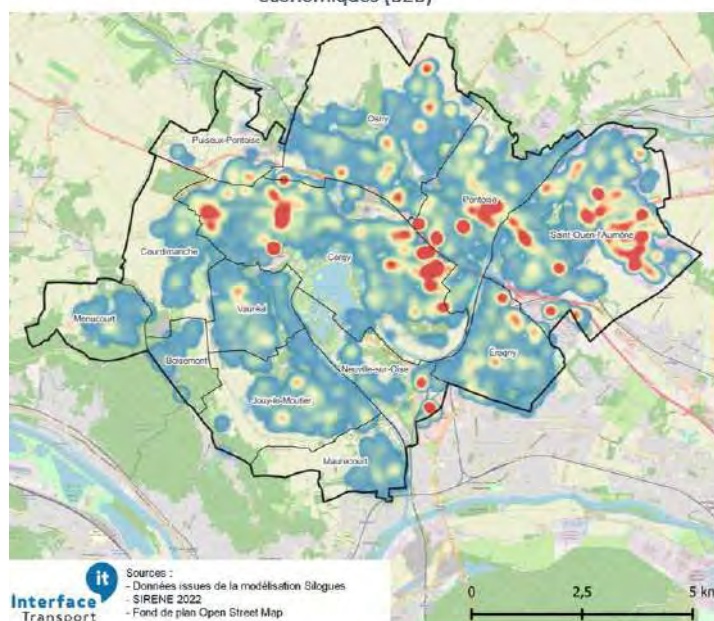 économiques (B2B)
Osny
Puiseux-Pontoise
Pontoise
Saint-Ouen-l'Aumône
Courdimanche
Cergy
Menucourt
Vauréal
Boisemont
Neuville-sur-Oise
Éragny
Jouy-le-Moutier
Maurecourt
it
Interface
Transport
Sources :
- Données issues de la modélisation Silogues
- SIRENE 2022
- Fond de plan Open Street Map
0 2,5 5 km